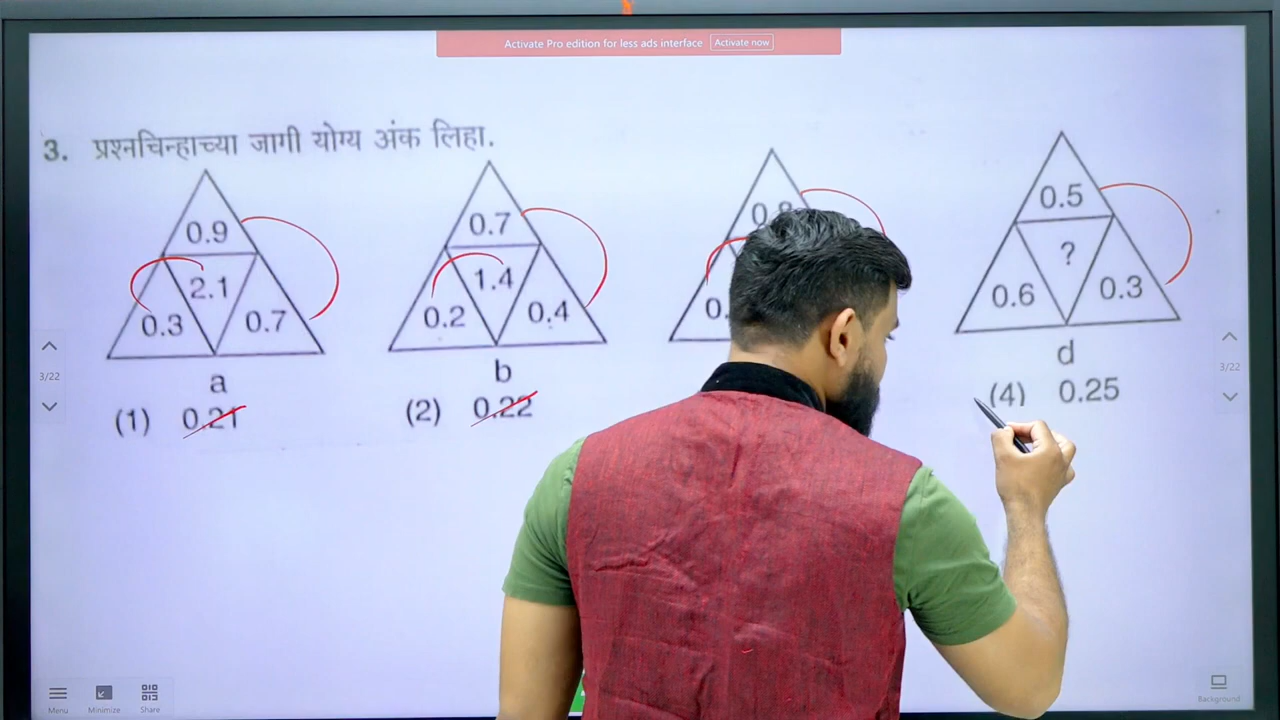 Activate Pro edition for less ads interface Activate now
3. प्रश्नचिन्हाच्या जागी योग्य अंक लिहा.
0.9
2.1
0.3 0.7
a
0.7
1.4
0.2 0.4
b
0.5
?
0.6 0.3
d
(1) 0.21
(2) 0.22
(4) 0.25
3/22
3/22
Menu Minimize Share
Background